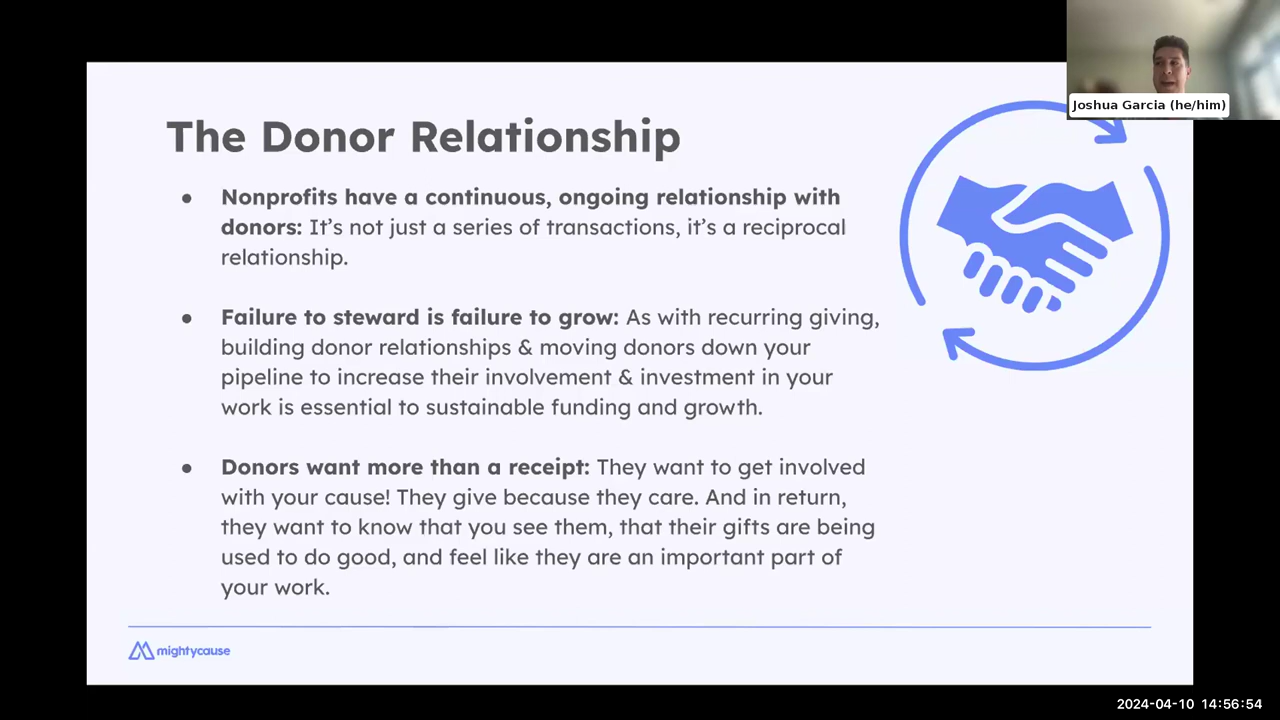 Joshua Garcia (he/him)
The Donor Relationship
● Nonprofits have a continuous, ongoing relationship with
donors: It’s not just a series of transactions, it’s a reciprocal
relationship.
● Failure to steward is failure to grow: As with recurring giving,
building donor relationships & moving donors down your
pipeline to increase their involvement & investment in your
work is essential to sustainable funding and growth.
● Donors want more than a receipt: They want to get involved
with your cause! They give because they care. And in return,
they want to know that you see them, that their gifts are being
used to do good, and feel like they are an important part of
your work.
mightycause
2024-04-10 14:56:54